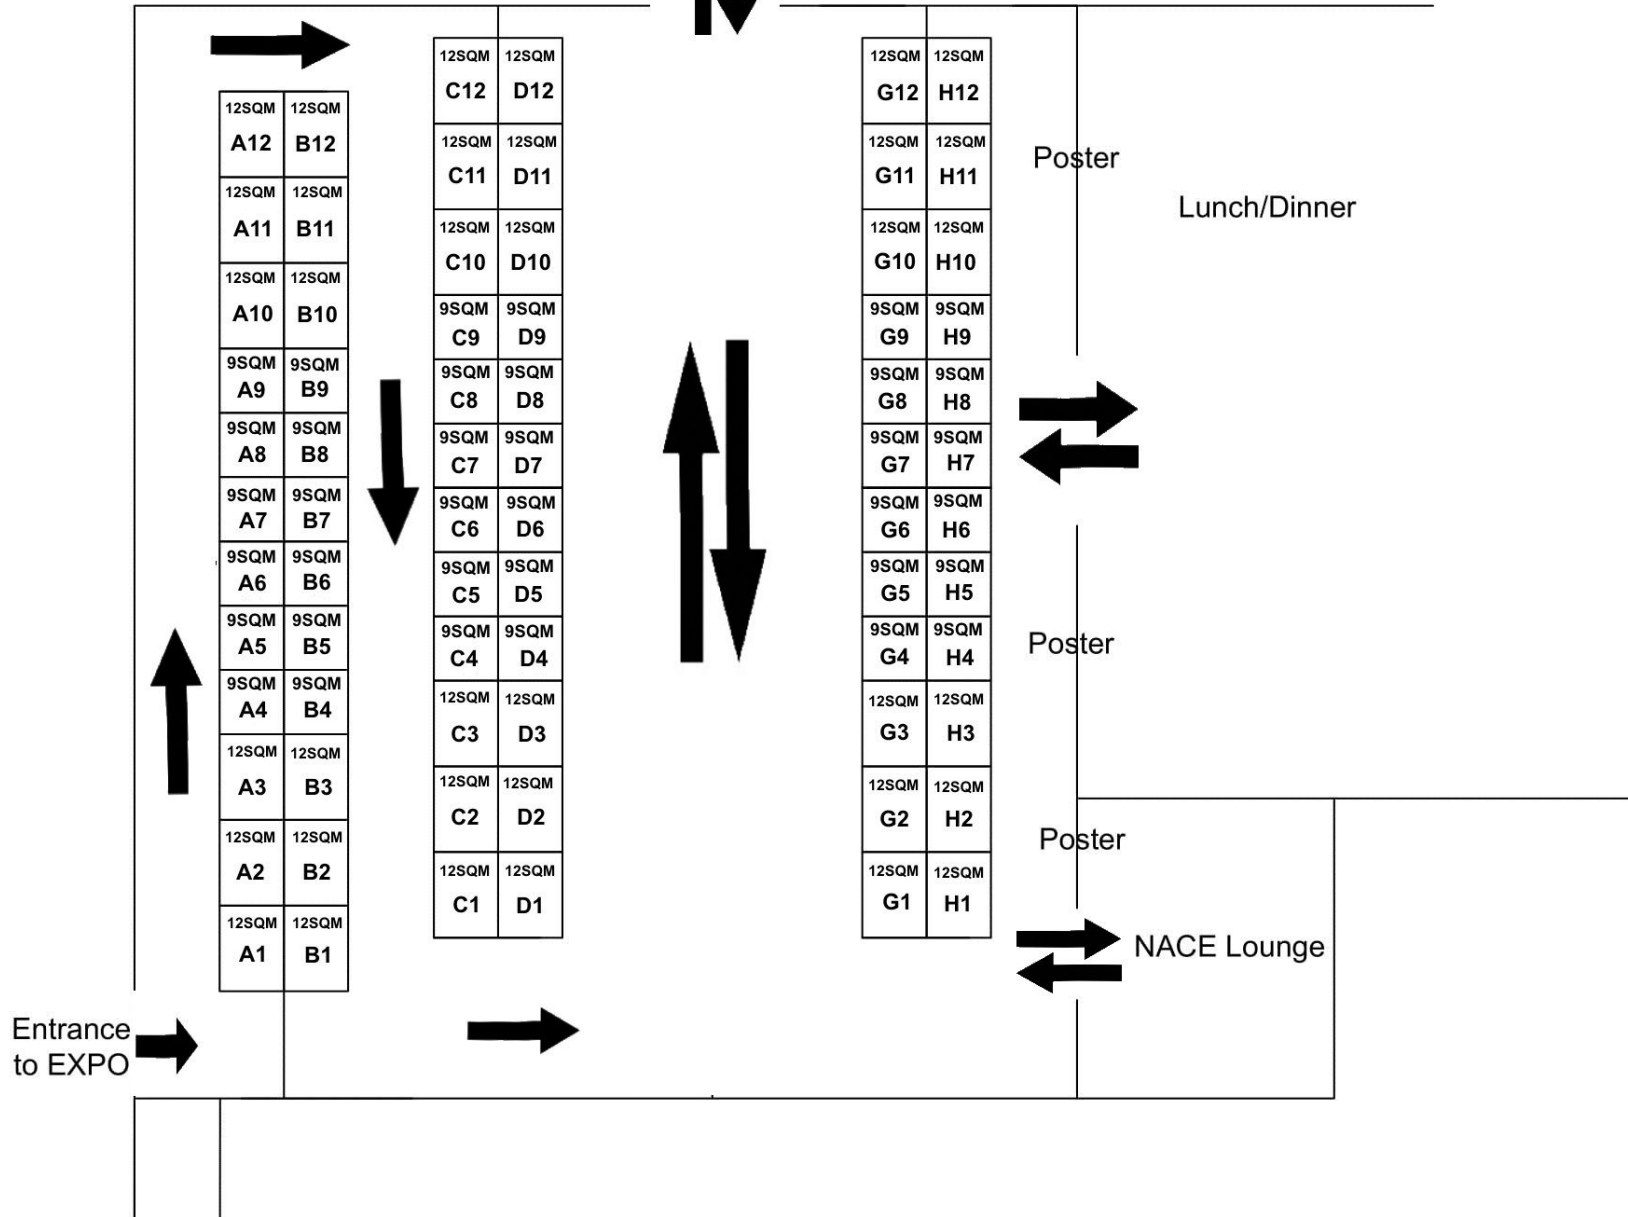 12SQM 12SQM
C12 D12
12SQM 12SQM
G12 H12
12SQM 12SQM
A12 B12
12SQM 12SQM
C11 D11
12SQM 12SQM
G11 H11
Poster
12SQM 12SQM
A11 B11
Lunch/Dinner
12SQM 12SQM
C10 D10
12SQM 12SQM
G10 H10
12SQM 12SQM
A10 B10
9SQM 9SQM
C9 D9
9SQM 9SQM
G9 H9
9SQM 9SQM
A9 B9
9SQM 9SQM
C8 D8
9SQM 9SQM
G8 H8
9SQM 9SQM
A8 B8
9SQM 9SQM
C7 D7
9SQM 9SQM
G7 H7
9SQM 9SQM
A7 B7
9SQM 9SQM
C6 D6
9SQM 9SQM
G6 H6
9SQM 9SQM
A6 B6
9SQM 9SQM
C5 D5
9SQM 9SQM
G5 H5
9SQM 9SQM
A5 B5
9SQM 9SQM
C4 D4
9SQM 9SQM
G4 H4
Poster
9SQM 9SQM
A4 B4
12SQM 12SQM
C3 D3
12SQM 12SQM
G3 H3
12SQM 12SQM
A3 B3
12SQM 12SQM
C2 D2
12SQM 12SQM
G2 H2
Poster
12SQM 12SQM
A2 B2
12SQM 12SQM
C1 D1
12SQM 12SQM
G1 H1
12SQM 12SQM
A1 B1
NACE Lounge
Entrance
to EXPO